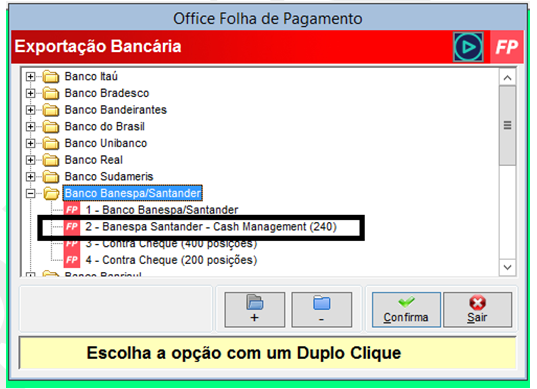 Office Folha de Pagamento
Exportação Bancária
FP
Banco Itaú
Banco Bradesco
Banco Bandeirantes
Banco do Brasil
Banco Unibanco
Banco Real
Banco Sudameris
Banco Banespa/Santander
FP 1 - Banco Banespa/Santander
FP 2 - Banespa Santander - Cash Management (240)
FP 3 - Contra Cheque (400 posições)
FP 4 - Contra Cheque (200 posições)
Banco Banrisul
+
-
Confirma
Sair
Escolha a opção com um Duplo Clique